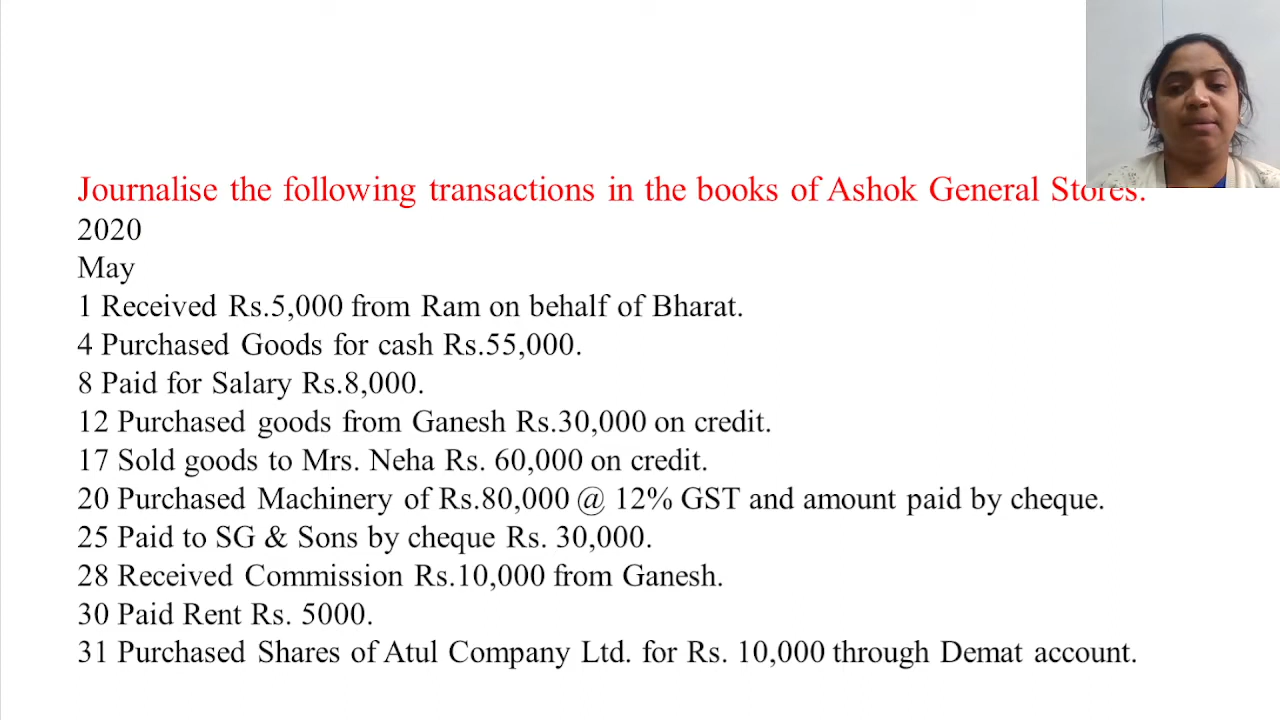 Journalise the following transactions in the books of Ashok General Stores.
2020
May
1 Received Rs.5,000 from Ram on behalf of Bharat.
4 Purchased Goods for cash Rs.55,000.
8 Paid for Salary Rs.8,000.
12 Purchased goods from Ganesh Rs.30,000 on credit.
17 Sold goods to Mrs. Neha Rs. 60,000 on credit.
20 Purchased Machinery of Rs.80,000 @ 12% GST and amount paid by cheque.
25 Paid to SG & Sons by cheque Rs. 30,000.
28 Received Commission Rs.10,000 from Ganesh.
30 Paid Rent Rs. 5000.
31 Purchased Shares of Atul Company Ltd. for Rs. 10,000 through Demat account.